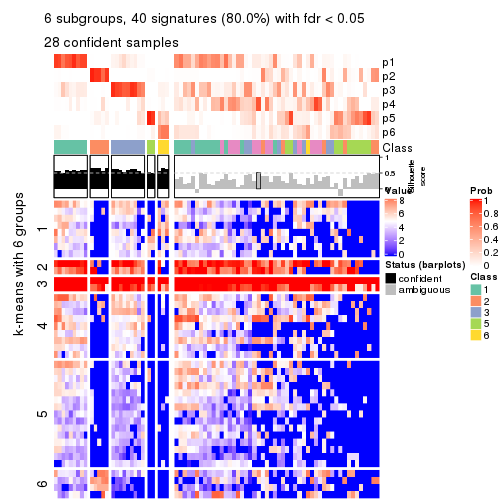 6 subgroups, 40 signatures (80.0%) with fdr < 0.05
28 confident samples
p1
p2
p3
p4
p5
p6
Class
1
0.5
0
Silhouette
score
k-means with 6 groups
1
2
3
4
5
6
Value
8
6
4
2
0
Status (barplots)
confident
ambiguous
Prob
1
0.8
0.6
0.4
0.2
0
Class
1
2
3
4
5
6